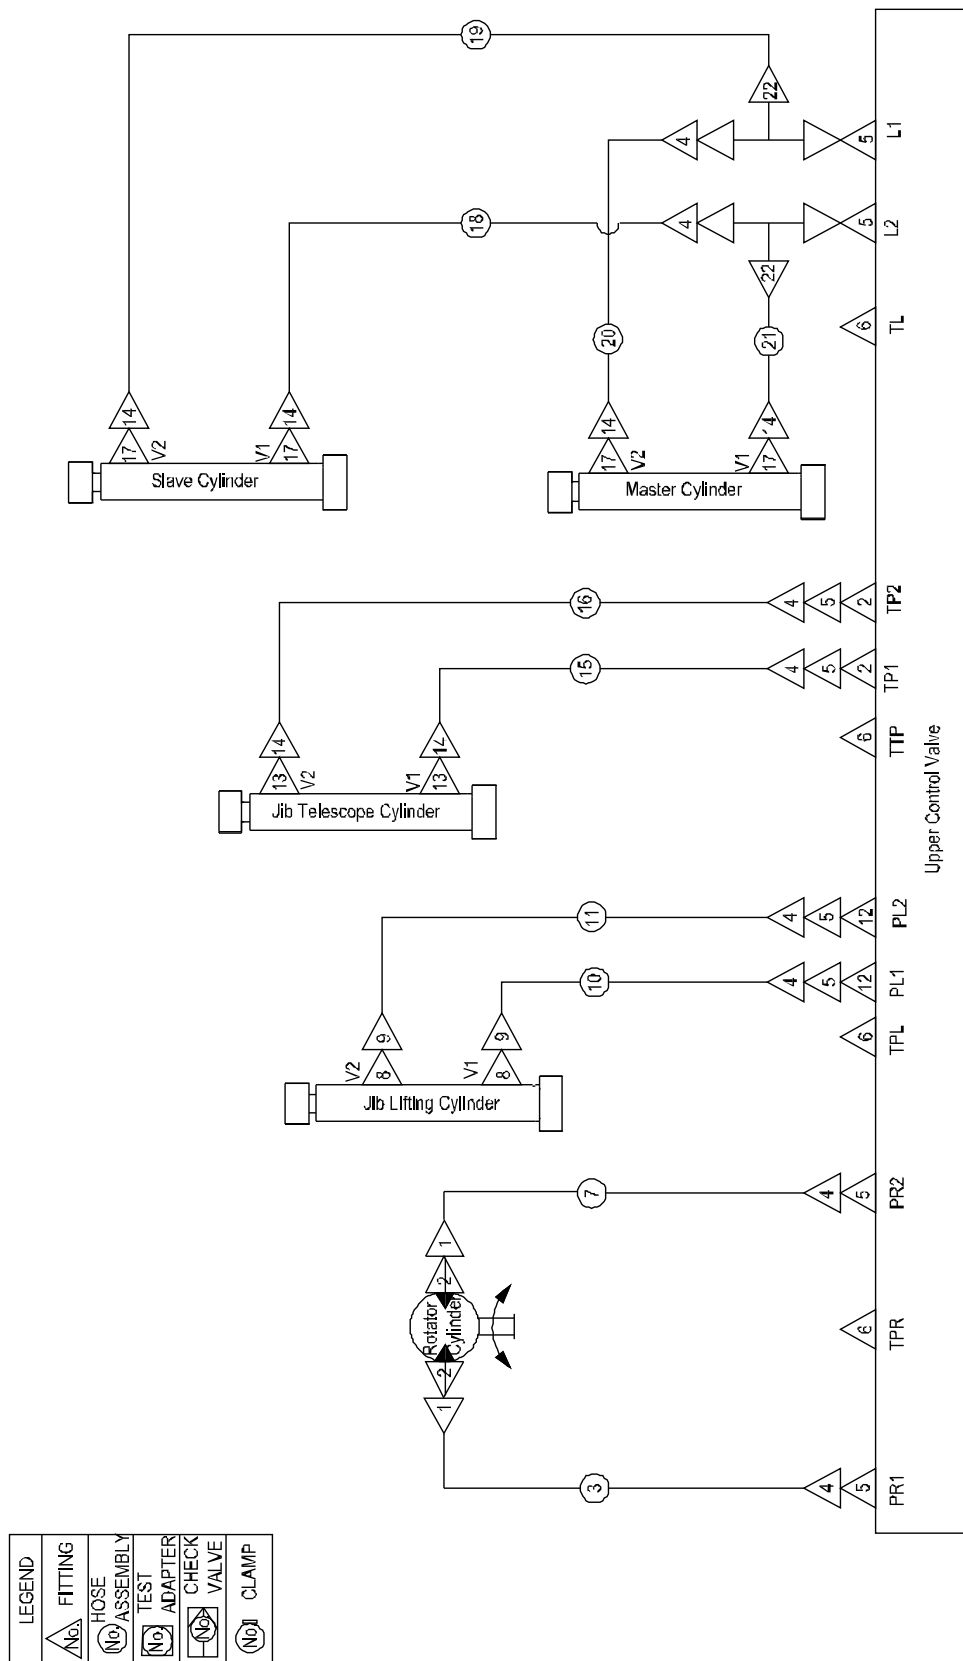 LEGEND
No. FITTING
No. HOSE
ASSEMBLY
No. TEST
ADAPTER
No. CHECK
VALVE
No. CLAMP
19
22
4
5
L1
18
4
22
5
L2
20
21
6
TL
14
17
V2
14
17
V1
Slave Cylinder
14
17
V2
17
V1
Master Cylinder
16
4
5
2
TP2
15
4
5
2
TP1
6
TTP
14
13
V2
14
13
V1
Jib Telescope Cylinder
Upper Control Valve
11
4
5
12
PL2
10
4
5
12
PL1
6
TPL
9
8
V2
9
8
V1
Jib Lifting Cylinder
7
4
5
PR2
1
2
Rotator
Cylinder
2
1
6
TPR
3
4
5
PR1